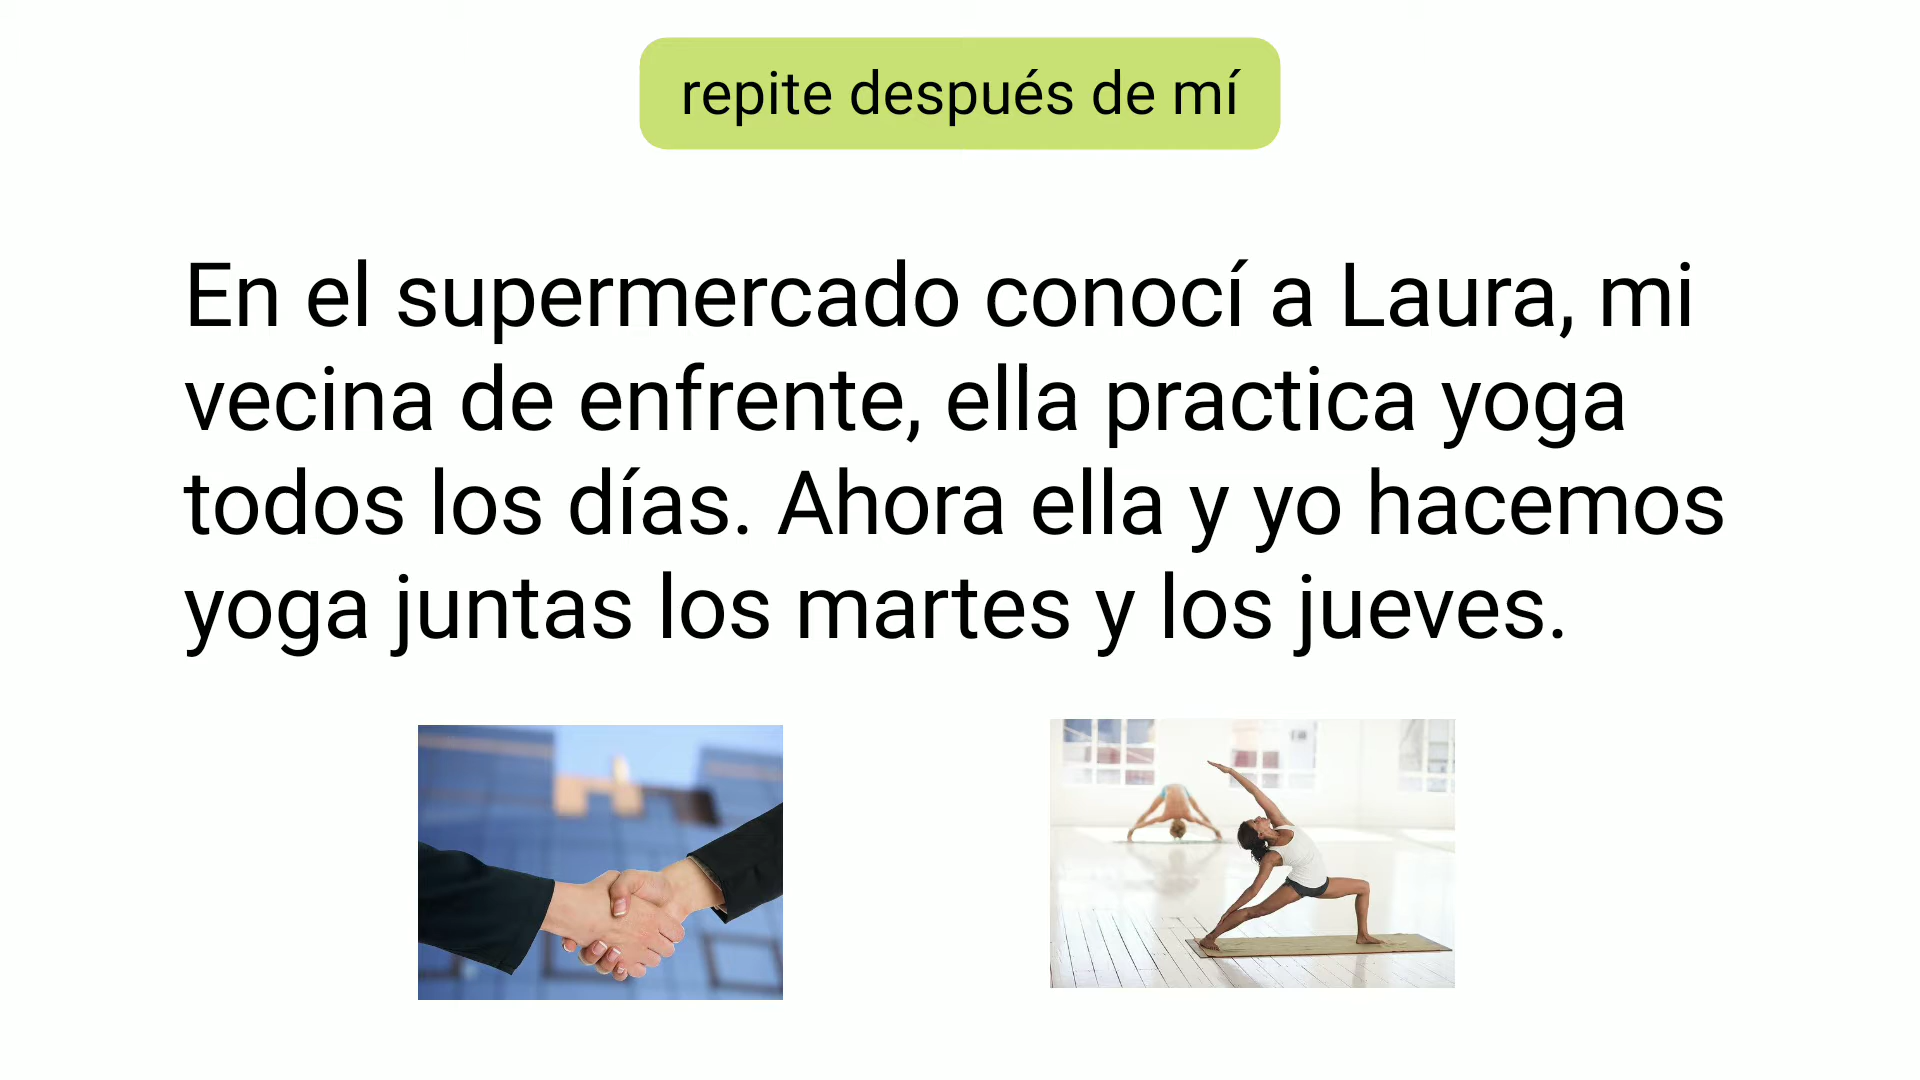 repite después de mí
En el supermercado conocí a Laura, mi
vecina de enfrente, ella practica yoga
todos los días. Ahora ella y yo hacemos
yoga juntas los martes y los jueves.